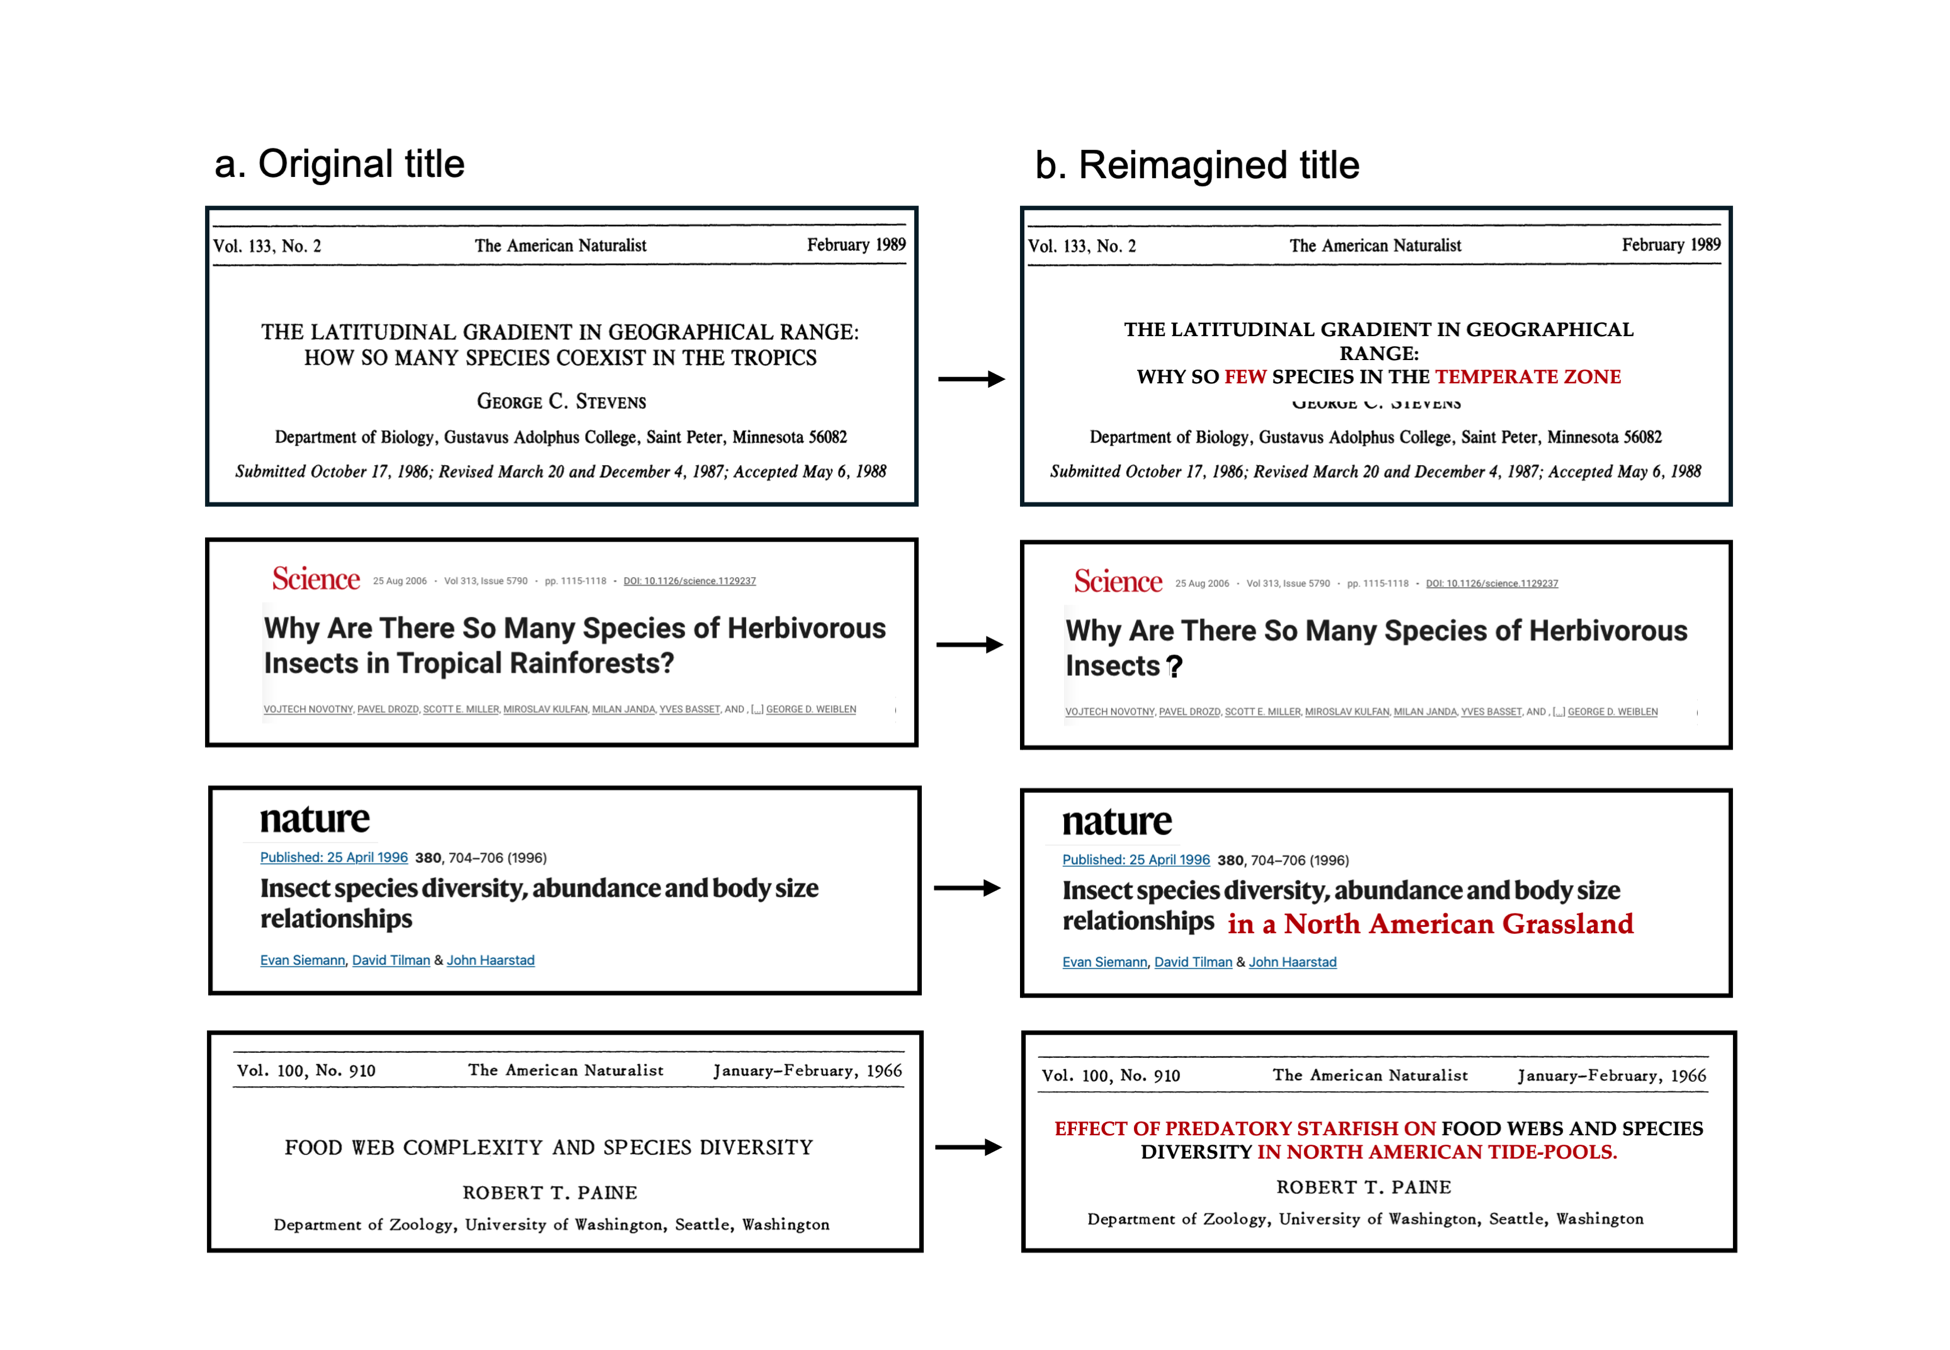 a. Original title
Vol. 133, No. 2 The American Naturalist February 1989
THE LATITUDINAL GRADIENT IN GEOGRAPHICAL RANGE:
HOW SO MANY SPECIES COEXIST IN THE TROPICS
GEORGE C. STEVENS
Department of Biology, Gustavus Adolphus College, Saint Peter, Minnesota 56082
Submitted October 17, 1986; Revised March 20 and December 4, 1987; Accepted May 6, 1988
Science 25 Aug 2006 • Vol 313, Issue 5790 • pp. 1115-1118 • DOI: 10.1126/science.1129237
Why Are There So Many Species of Herbivorous
Insects in Tropical Rainforests?
VOJTECH NOVOTNY, PAVEL DROZD, SCOTT E. MILLER, MIROSLAV KULFAN, MILAN JANDA, YVES BASSET, AND , [...] GEORGE D. WEIBLEN
nature
Published: 25 April 1996 380, 704–706 (1996)
Insect species diversity, abundance and body size
relationships
Evan Siemann, David Tilman & John Haarstad
Vol. 100, No. 910 The American Naturalist January–February, 1966
FOOD WEB COMPLEXITY AND SPECIES DIVERSITY
ROBERT T. PAINE
Department of Zoology, University of Washington, Seattle, Washington
b. Reimagined title
Vol. 133, No. 2 The American Naturalist February 1989
THE LATITUDINAL GRADIENT IN GEOGRAPHICAL
RANGE:
WHY SO FEW SPECIES IN THE TEMPERATE ZONE
GEORGE C. STEVENS
Department of Biology, Gustavus Adolphus College, Saint Peter, Minnesota 56082
Submitted October 17, 1986; Revised March 20 and December 4, 1987; Accepted May 6, 1988
Science 25 Aug 2006 • Vol 313, Issue 5790 • pp. 1115-1118 • DOI: 10.1126/science.1129237
Why Are There So Many Species of Herbivorous
Insects ?
VOJTECH NOVOTNY, PAVEL DROZD, SCOTT E. MILLER, MIROSLAV KULFAN, MILAN JANDA, YVES BASSET, AND , [...] GEORGE D. WEIBLEN
nature
Published: 25 April 1996 380, 704–706 (1996)
Insect species diversity, abundance and body size
relationships in a North American Grassland
Evan Siemann, David Tilman & John Haarstad
Vol. 100, No. 910 The American Naturalist January–February, 1966
EFFECT OF PREDATORY STARFISH ON FOOD WEBS AND SPECIES
DIVERSITY IN NORTH AMERICAN TIDE-POOLS.
ROBERT T. PAINE
Department of Zoology, University of Washington, Seattle, Washington